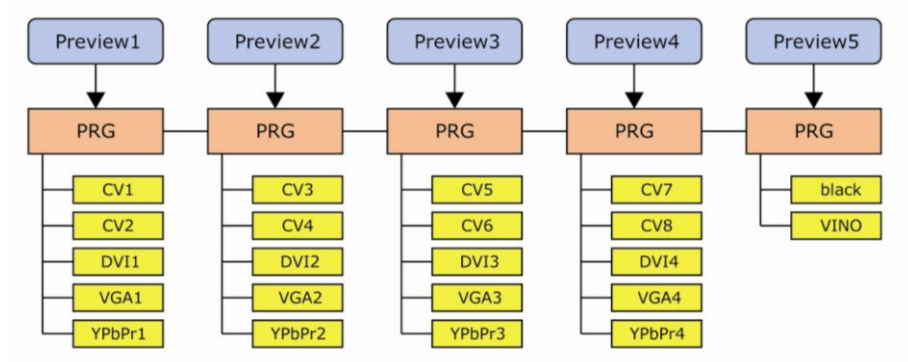 Preview1 Preview2 Preview3 Preview4 Preview5
PRG PRG PRG PRG PRG
CV1 CV3 CV5 CV7 black
CV2 CV4 CV6 CV8 VINO
DVI1 DVI2 DVI3 DVI4
VGA1 VGA2 VGA3 VGA4
YPbPr1 YPbPr2 YPbPr3 YPbPr4